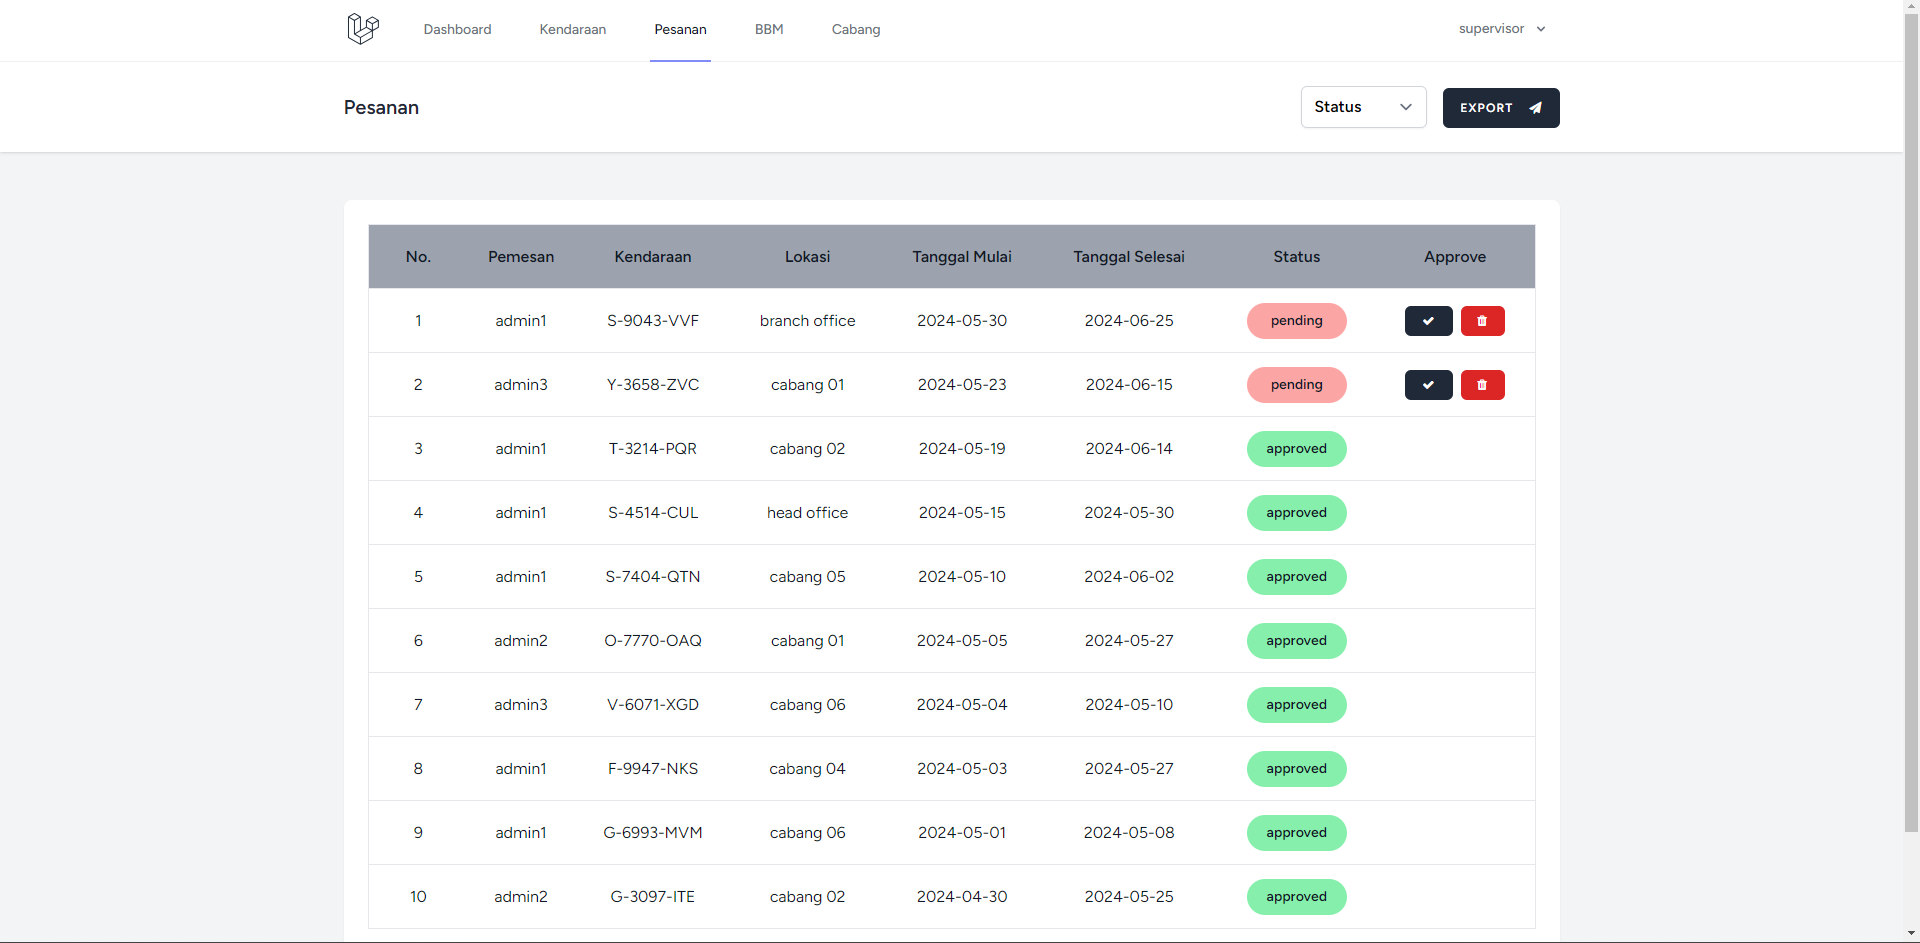 Dashboard Kendaraan Pesanan BBM Cabang supervisor
Pesanan Status EXPORT
No. Pemesan Kendaraan Lokasi Tanggal Mulai Tanggal Selesai Status Approve
1 admin1 S-9043-VVF branch office 2024-05-30 2024-06-25 pending
2 admin3 Y-3658-ZVC cabang 01 2024-05-23 2024-06-15 pending
3 admin1 T-3214-PQR cabang 02 2024-05-19 2024-06-14 approved
4 admin1 S-4514-CUL head office 2024-05-15 2024-05-30 approved
5 admin1 S-7404-QTN cabang 05 2024-05-10 2024-06-02 approved
6 admin2 O-7770-OAQ cabang 01 2024-05-05 2024-05-27 approved
7 admin3 V-6071-XGD cabang 06 2024-05-04 2024-05-10 approved
8 admin1 F-9947-NKS cabang 04 2024-05-03 2024-05-27 approved
9 admin1 G-6993-MVM cabang 06 2024-05-01 2024-05-08 approved
10 admin2 G-3097-ITE cabang 02 2024-04-30 2024-05-25 approved